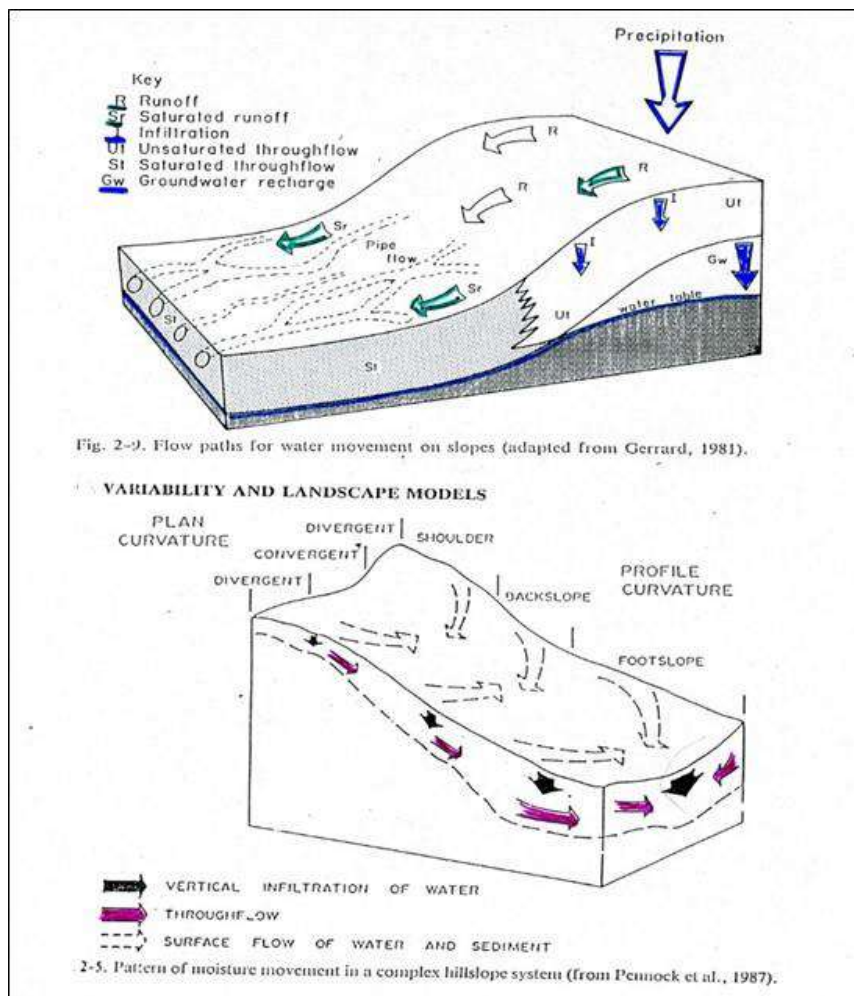 Precipitation
Key
R Runoff
Sr Saturated runoff
I Infiltration
Ut Unsaturated throughflow
St Saturated throughflow
Gw Groundwater recharge
R
R
R
I
Ut
Sr
Pipe
flow
I
Gw
Sr
St
Ut
water table
St
Fig. 2-9. Flow paths for water movement on slopes (adapted from Gerrard, 1981).
VARIABILITY AND LANDSCAPE MODELS
PLAN
CURVATURE
DIVERGENT
SHOULDER
CONVERGENT
DIVERGENT
BACKSLOPE
PROFILE
CURVATURE
FOOTSLOPE
VERTICAL INFILTRATION OF WATER
THROUGHFLOW
SURFACE FLOW OF WATER AND SEDIMENT
2-5. Pattern of moisture movement in a complex hillslope system (from Pennock et al., 1987).